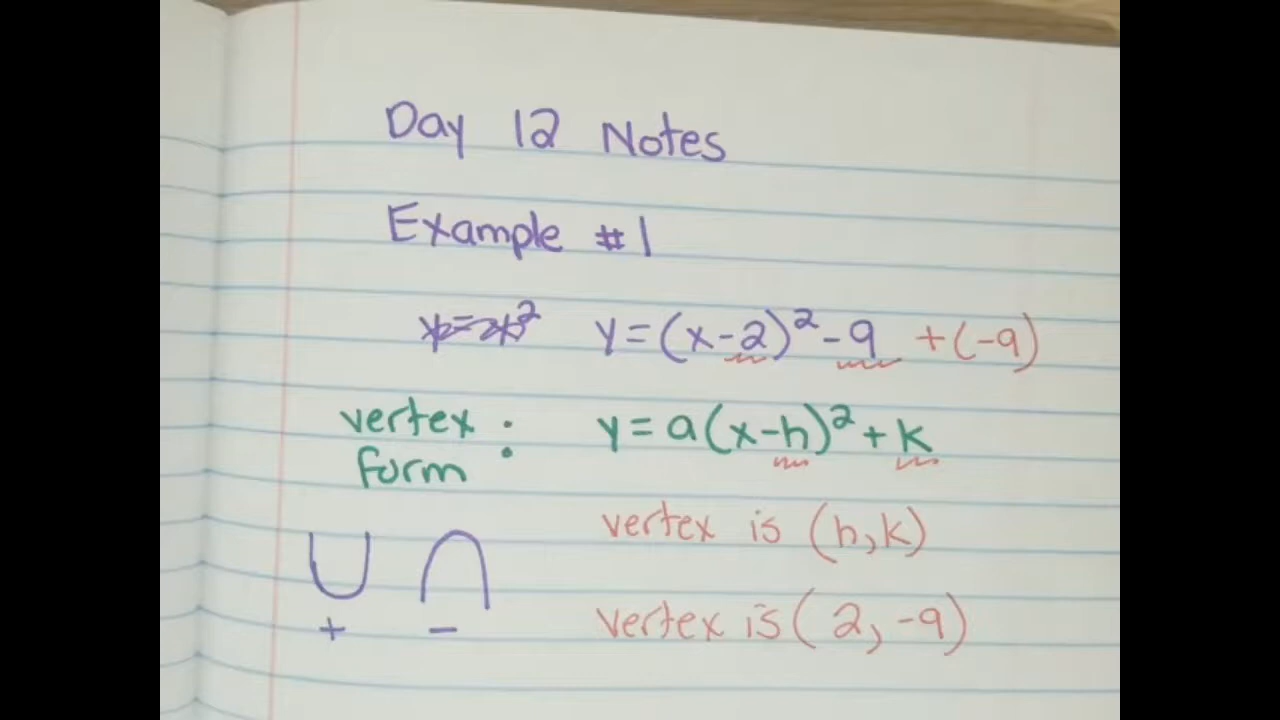 Day 12 Notes
Example #1
y=(x-2)²-9 +(-9)
vertex form : y=a(x-h)²+k
vertex is (h,k)
+ -
vertex is (2,-9)